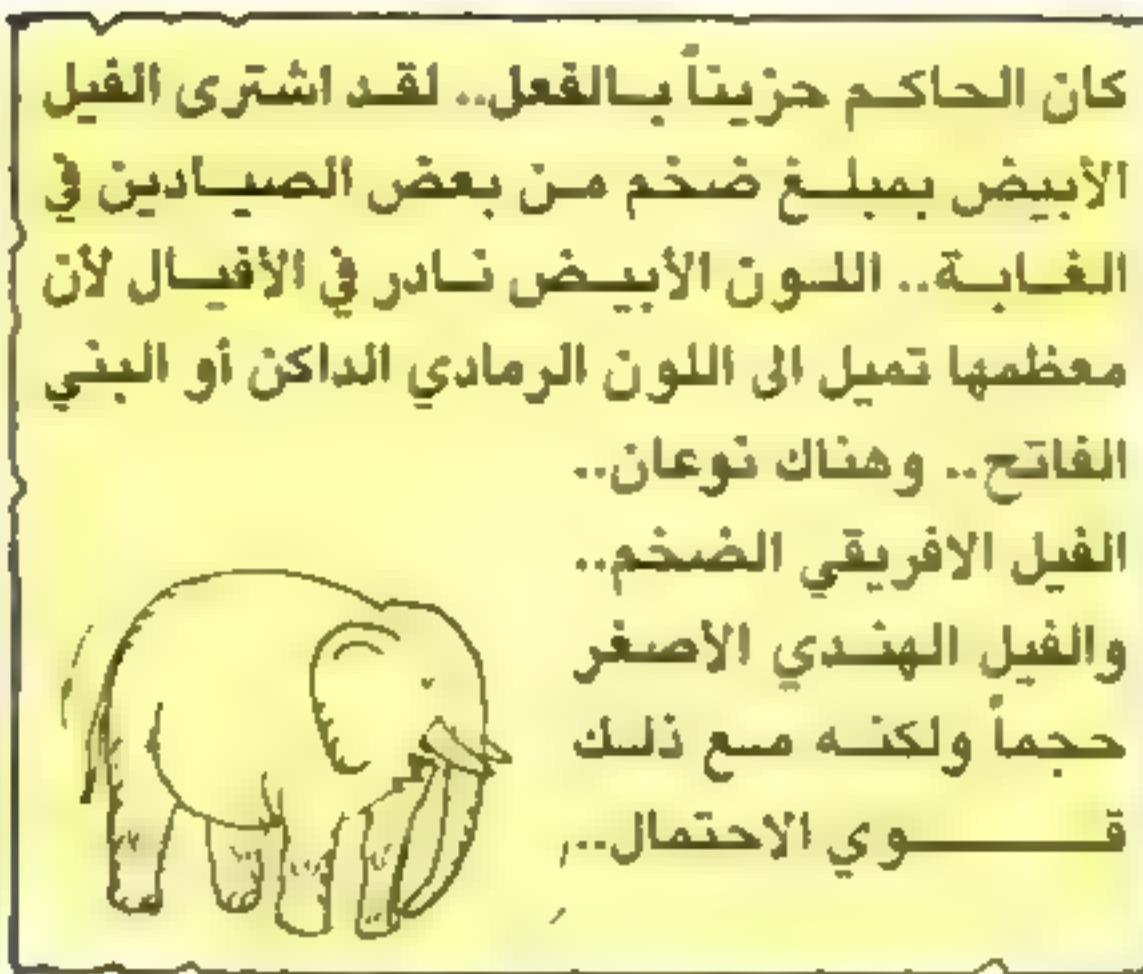 كان الحاكم حزيناً بالفعل.. لقد اشترى الفيل
الأبيض بمبلغ ضخم من بعض الصيادين في
الغابة.. اللون الأبيض نادر في الأفيال لأن
معظمها تميل الى اللون الرمادي الداكن أو البني
الفاتح.. وهناك نوعان..
الفيل الافريقي الضخم..
والفيل الهندي الأصغر
حجماً ولكنه مع ذلك
قوي الاحتمال..